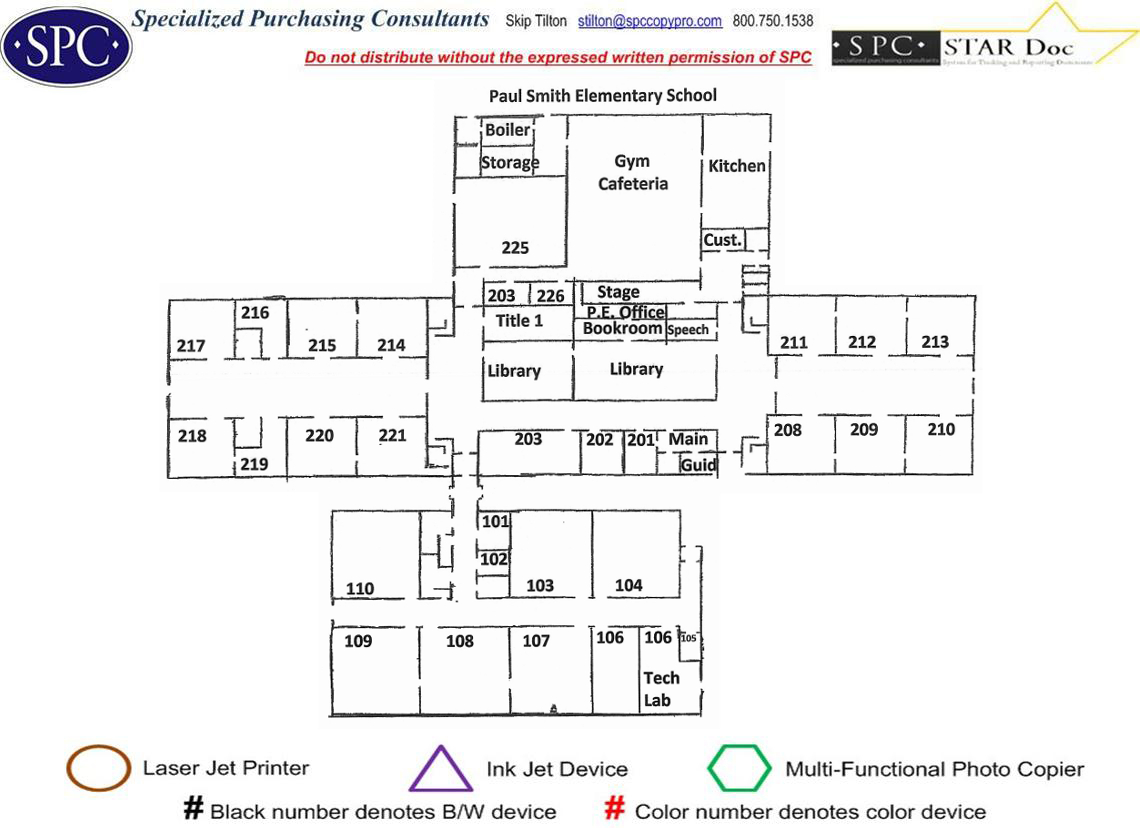 SPC
Specialized Purchasing Consultants Skip Tilton stilton@spccopypro.com 800.750.1538
Do not distribute without the expressed written permission of SPC
SPC STAR Doc
specialized purchasing consultants System for Tracking and Reporting Documents
Paul Smith Elementary School
Boiler
Storage
Gym
Cafeteria
Kitchen
225
Cust.
203 226
Stage
Title 1
P.E. Office
Bookroom Speech
216
217 215 214
211 212 213
Library Library
218 220 221
219
203 202 201 Main
Guid
208 209 210
101
102
110 103 104
109 108 107 106 106 105
Tech
Lab
Laser Jet Printer Ink Jet Device Multi-Functional Photo Copier
# Black number denotes B/W device # Color number denotes color device